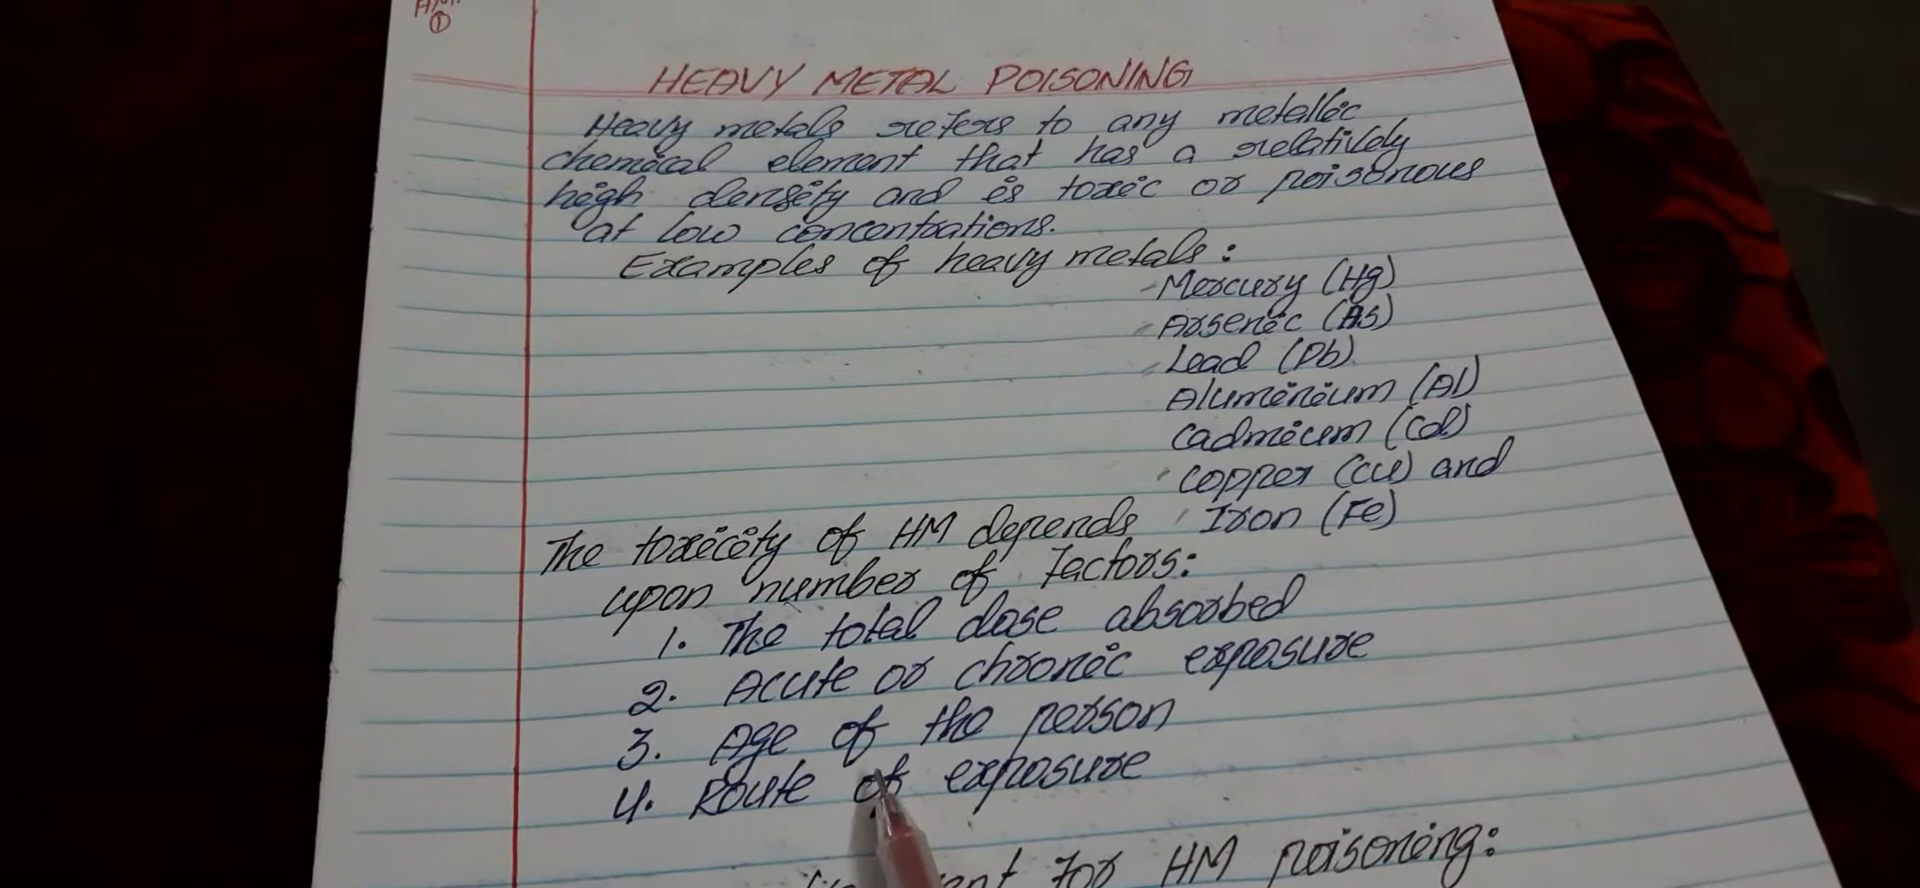 ①
HEAVY METAL POISONING
Heavy metals refers to any metallic
chemical element that has a relatively
high density and is toxic or poisonous
at low concentrations.
Examples of heavy metals:
- Mercury (Hg)
- Arsenic (As)
- Lead (Pb)
Aluminium (Al)
Cadmium (Cd)
- Copper (Cu) and
- Iron (Fe)
The toxicity of HM depends
upon number of factors:
1. The total dose absorbed
2. Acute or chronic exposure
3. Age of the person
4. Route of exposure
for HM poisoning: